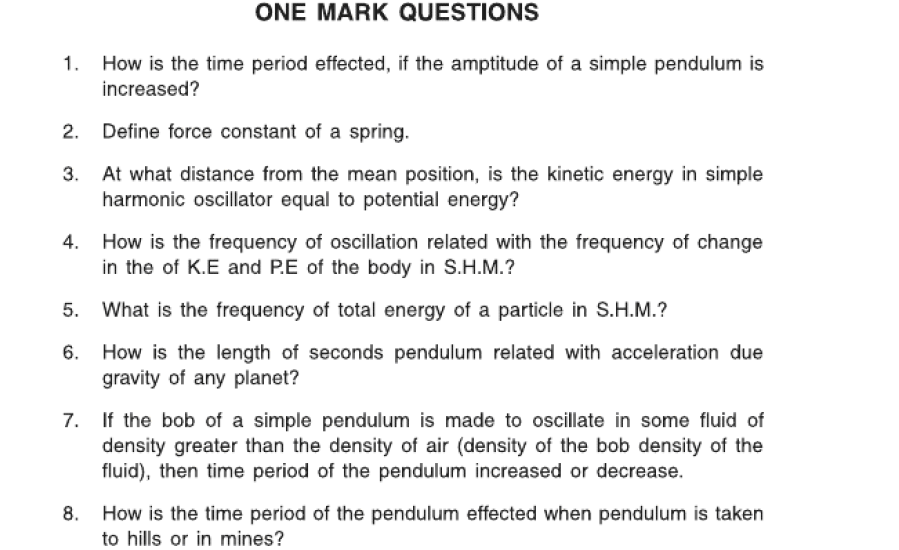 ONE MARK QUESTIONS
1. How is the time period effected, if the amptitude of a simple pendulum is
increased?
2. Define force constant of a spring.
3. At what distance from the mean position, is the kinetic energy in simple
harmonic oscillator equal to potential energy?
4. How is the frequency of oscillation related with the frequency of change
in the of K.E and P.E of the body in S.H.M.?
5. What is the frequency of total energy of a particle in S.H.M.?
6. How is the length of seconds pendulum related with acceleration due
gravity of any planet?
7. If the bob of a simple pendulum is made to oscillate in some fluid of
density greater than the density of air (density of the bob density of the
fluid), then time period of the pendulum increased or decrease.
8. How is the time period of the pendulum effected when pendulum is taken
to hills or in mines?